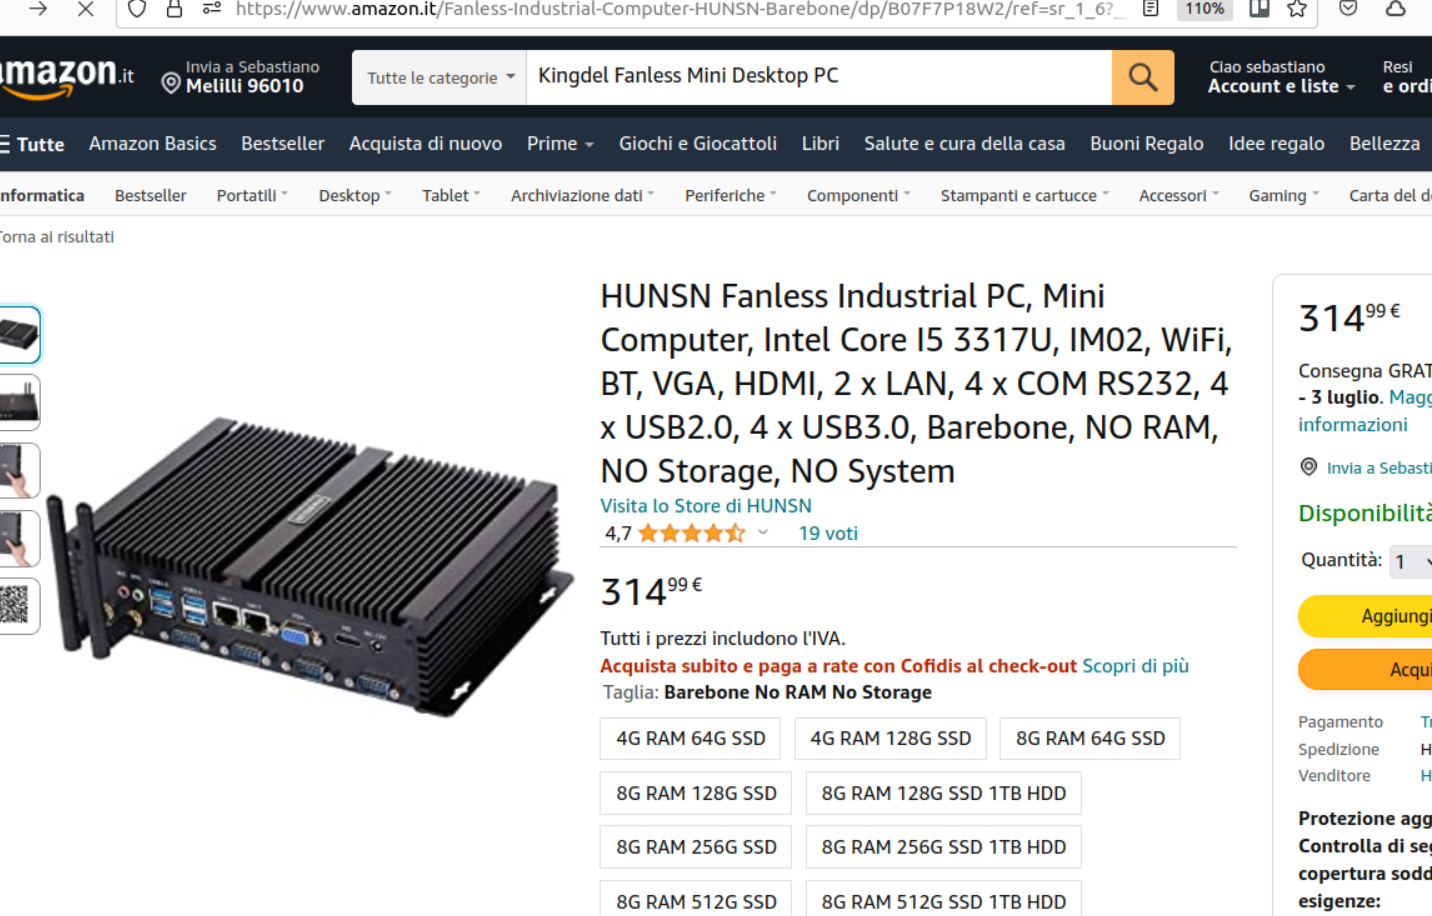 https://www.amazon.it/Fanless-Industrial-Computer-HUNSN-Barebone/dp/B07F7P18W2/ref=sr_1_6?_
110%
amazon.it
Invia a Sebastiano
Melilli 96010
Tutte le categorie
Kingdel Fanless Mini Desktop PC
Ciao sebastiano
Account e liste
Resi
e ordi
Tutte
Amazon Basics
Bestseller
Acquista di nuovo
Prime
Giochi e Giocattoli
Libri
Salute e cura della casa
Buoni Regalo
Idee regalo
Bellezza
nformatica
Bestseller
Portatili
Desktop
Tablet
Archiviazione dati
Periferiche
Componenti
Stampanti e cartucce
Accessori
Gaming
Carta del d
Torna ai risultati
HUNSN Fanless Industrial PC, Mini
Computer, Intel Core I5 3317U, IM02, WiFi,
BT, VGA, HDMI, 2 x LAN, 4 x COM RS232, 4
x USB2.0, 4 x USB3.0, Barebone, NO RAM,
NO Storage, NO System
Visita lo Store di HUNSN
4,7
19 voti
31499 €
Tutti i prezzi includono l'IVA.
Acquista subito e paga a rate con Cofidis al check-out Scopri di più
Taglia: Barebone No RAM No Storage
4G RAM 64G SSD
4G RAM 128G SSD
8G RAM 64G SSD
8G RAM 128G SSD
8G RAM 128G SSD 1TB HDD
8G RAM 256G SSD
8G RAM 256G SSD 1TB HDD
8G RAM 512G SSD
8G RAM 512G SSD 1TB HDD
31499 €
Consegna GRAT
- 3 luglio. Magg
informazioni
Invia a Sebasti
Disponibilità
Quantità: 1
Aggiungi
Acqui
Pagamento
Tr
Spedizione
H
Venditore
H
Protezione agg
Controlla di seg
copertura sodd
esigenze: